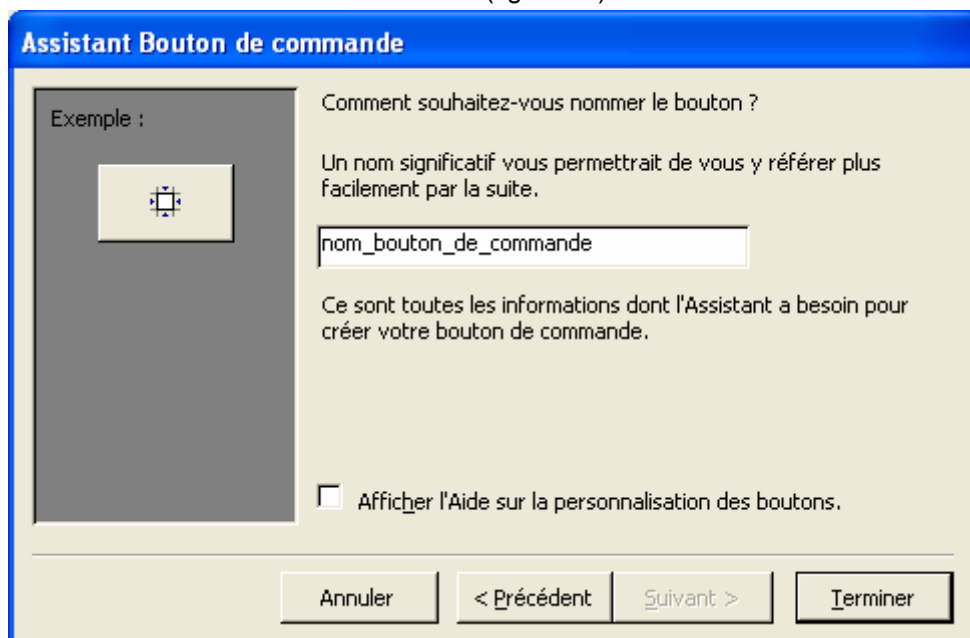 Assistant Bouton de commande
Exemple :
Comment souhaitez-vous nommer le bouton ?
Un nom significatif vous permettrait de vous y référer plus
facilement par la suite.
nom_bouton_de_commande
Ce sont toutes les informations dont l'Assistant a besoin pour
créer votre bouton de commande.
Afficher l'Aide sur la personnalisation des boutons.
Annuler
< Précédent
Suivant >
Terminer